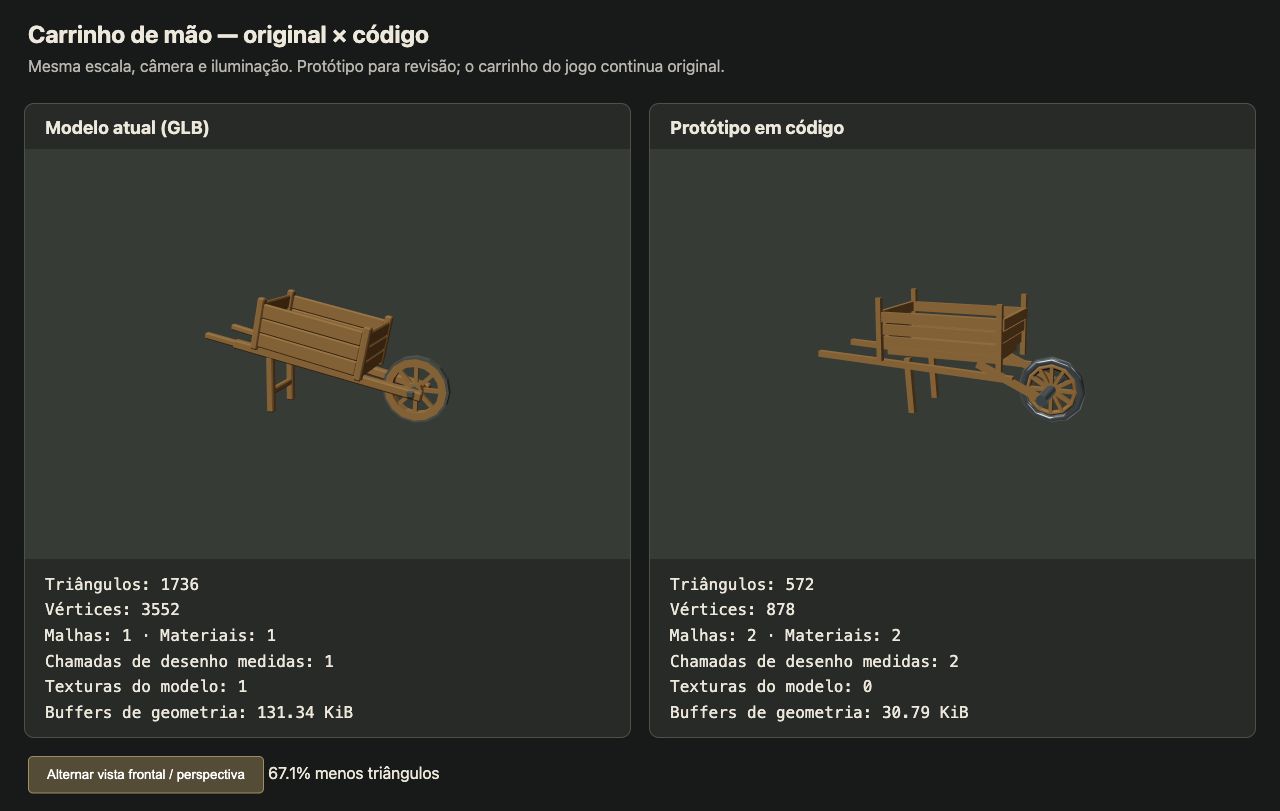 Carrinho de mão — original × código
Mesma escala, câmera e iluminação. Protótipo para revisão; o carrinho do jogo continua original.
Modelo atual (GLB)
Triângulos: 1736
Vértices: 3552
Malhas: 1 · Materiais: 1
Chamadas de desenho medidas: 1
Texturas do modelo: 1
Buffers de geometria: 131.34 KiB
Protótipo em código
Triângulos: 572
Vértices: 878
Malhas: 2 · Materiais: 2
Chamadas de desenho medidas: 2
Texturas do modelo: 0
Buffers de geometria: 30.79 KiB
Alternar vista frontal / perspectiva
67.1% menos triângulos